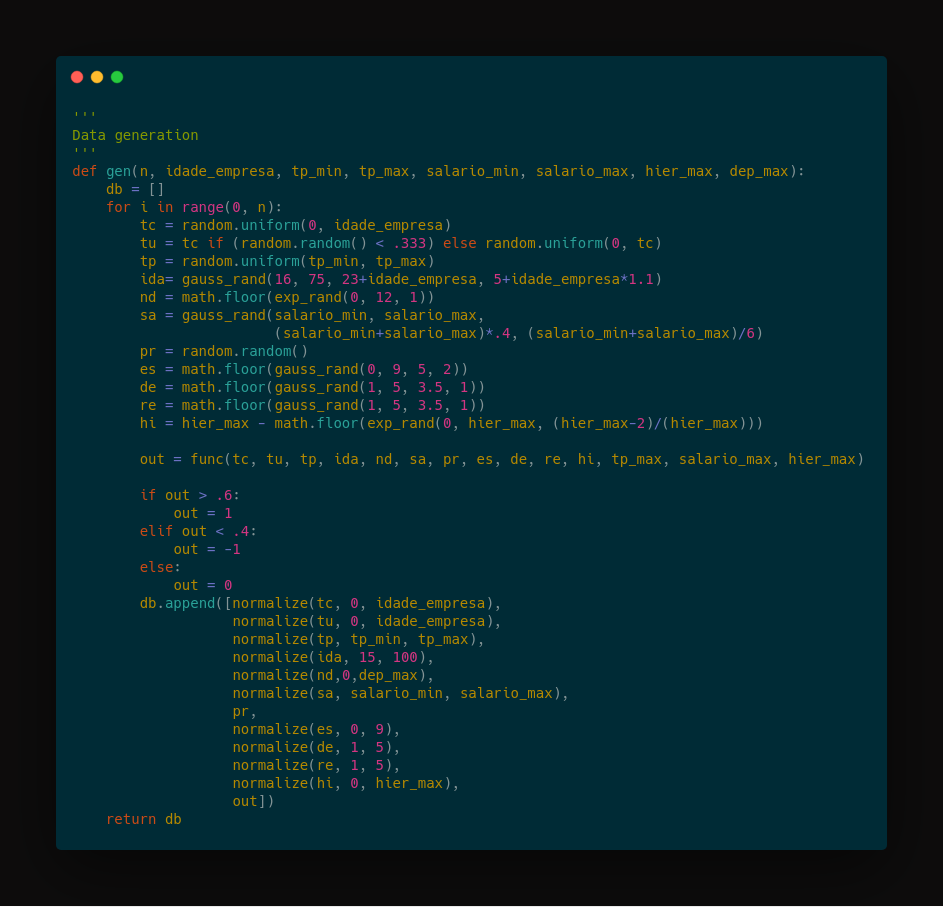 '''
Data generation
'''
def gen(n, idade_empresa, tp_min, tp_max, salario_min, salario_max, hier_max, dep_max):
    db = []
    for i in range(0, n):
        tc = random.uniform(0, idade_empresa)
        tu = tc if (random.random() < .333) else random.uniform(0, tc)
        tp = random.uniform(tp_min, tp_max)
        ida= gauss_rand(16, 75, 23+idade_empresa, 5+idade_empresa*1.1)
        nd = math.floor(exp_rand(0, 12, 1))
        sa = gauss_rand(salario_min, salario_max,
                        (salario_min+salario_max)*.4, (salario_min+salario_max)/6)
        pr = random.random()
        es = math.floor(gauss_rand(0, 9, 5, 2))
        de = math.floor(gauss_rand(1, 5, 3.5, 1))
        re = math.floor(gauss_rand(1, 5, 3.5, 1))
        hi = hier_max - math.floor(exp_rand(0, hier_max, (hier_max-2)/(hier_max)))

        out = func(tc, tu, tp, ida, nd, sa, pr, es, de, re, hi, tp_max, salario_max, hier_max)

        if out > .6:
            out = 1
        elif out < .4:
            out = -1
        else:
            out = 0
        db.append([normalize(tc, 0, idade_empresa),
                   normalize(tu, 0, idade_empresa),
                   normalize(tp, tp_min, tp_max),
                   normalize(ida, 15, 100),
                   normalize(nd,0,dep_max),
                   normalize(sa, salario_min, salario_max),
                   pr,
                   normalize(es, 0, 9),
                   normalize(de, 1, 5),
                   normalize(re, 1, 5),
                   normalize(hi, 0, hier_max),
                   out])
    return db